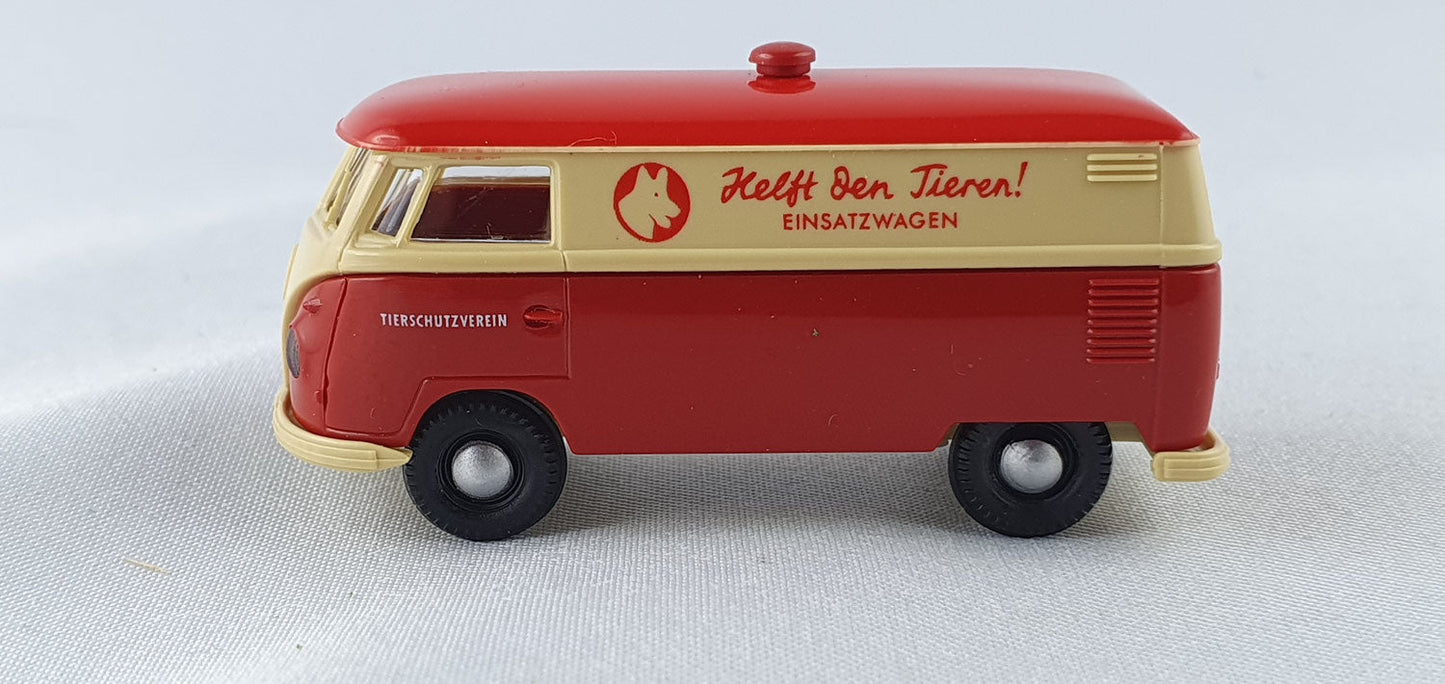 Helft Den Tieren!
EINSATZWAGEN
TIERSCHUTZVEREIN